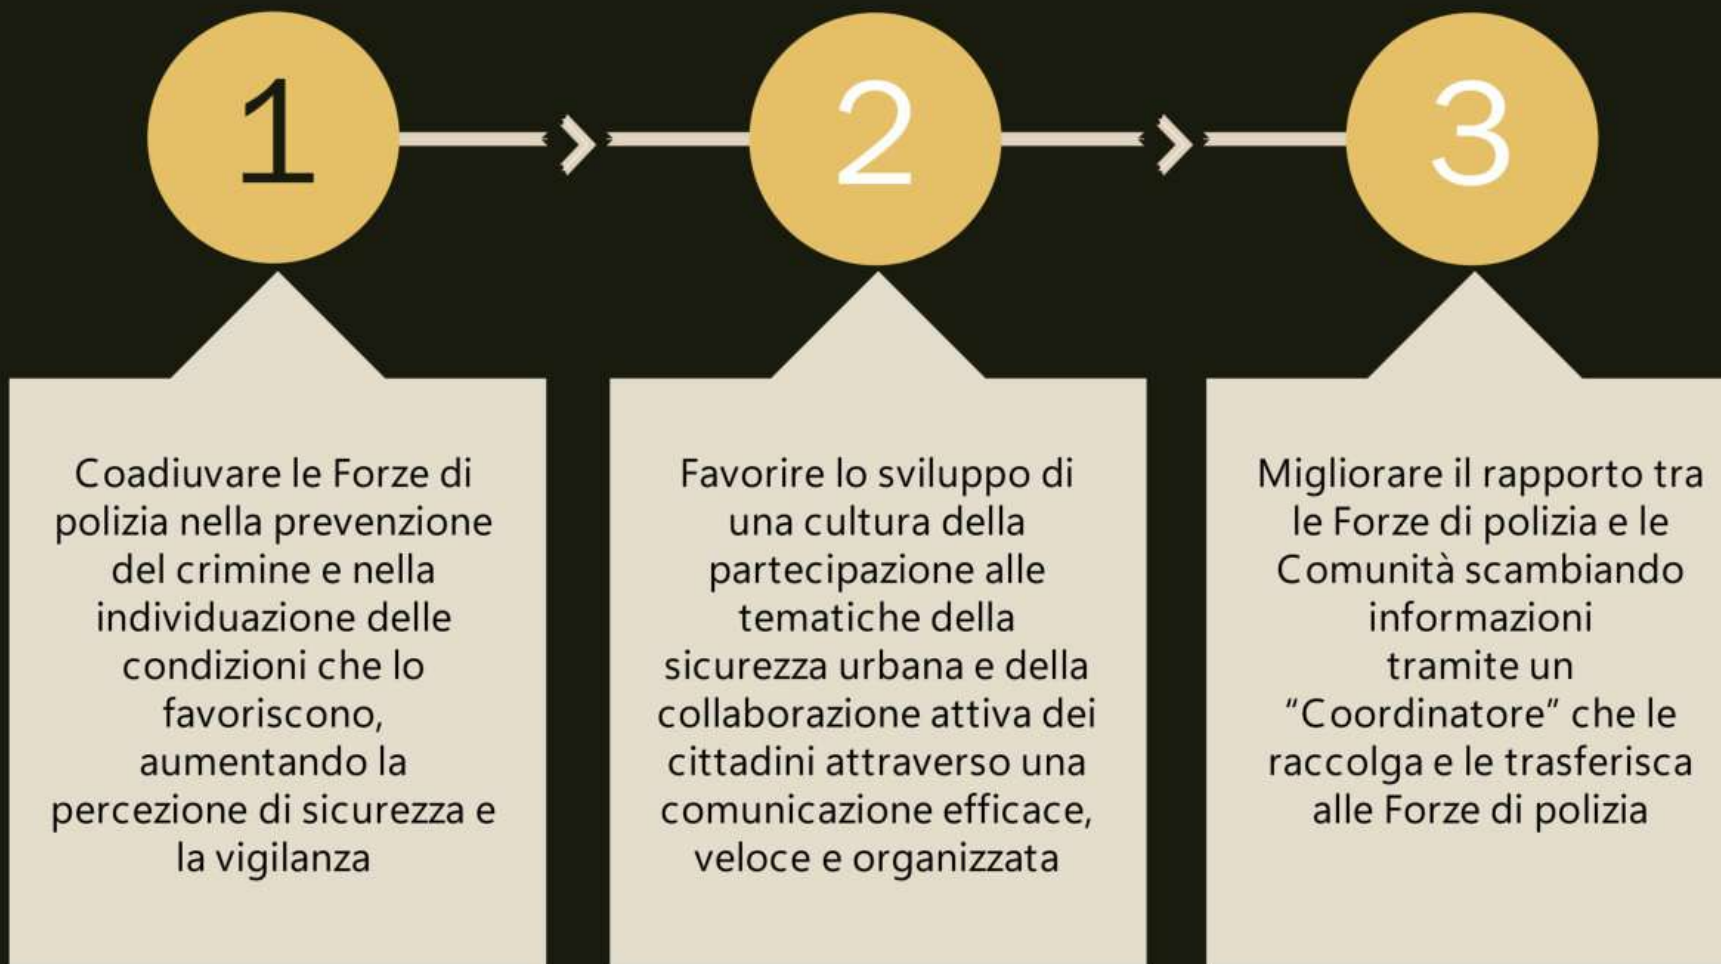 1
2
3
Coadiuvare le Forze di
polizia nella prevenzione
del crimine e nella
individuazione delle
condizioni che lo
favoriscono,
aumentando la
percezione di sicurezza e
la vigilanza
Favorire lo sviluppo di
una cultura della
partecipazione alle
tematiche della
sicurezza urbana e della
collaborazione attiva dei
cittadini attraverso una
comunicazione efficace,
veloce e organizzata
Migliorare il rapporto tra
le Forze di polizia e le
Comunità scambiando
informazioni
tramite un
“Coordinatore” che le
raccolga e le trasferisca
alle Forze di polizia